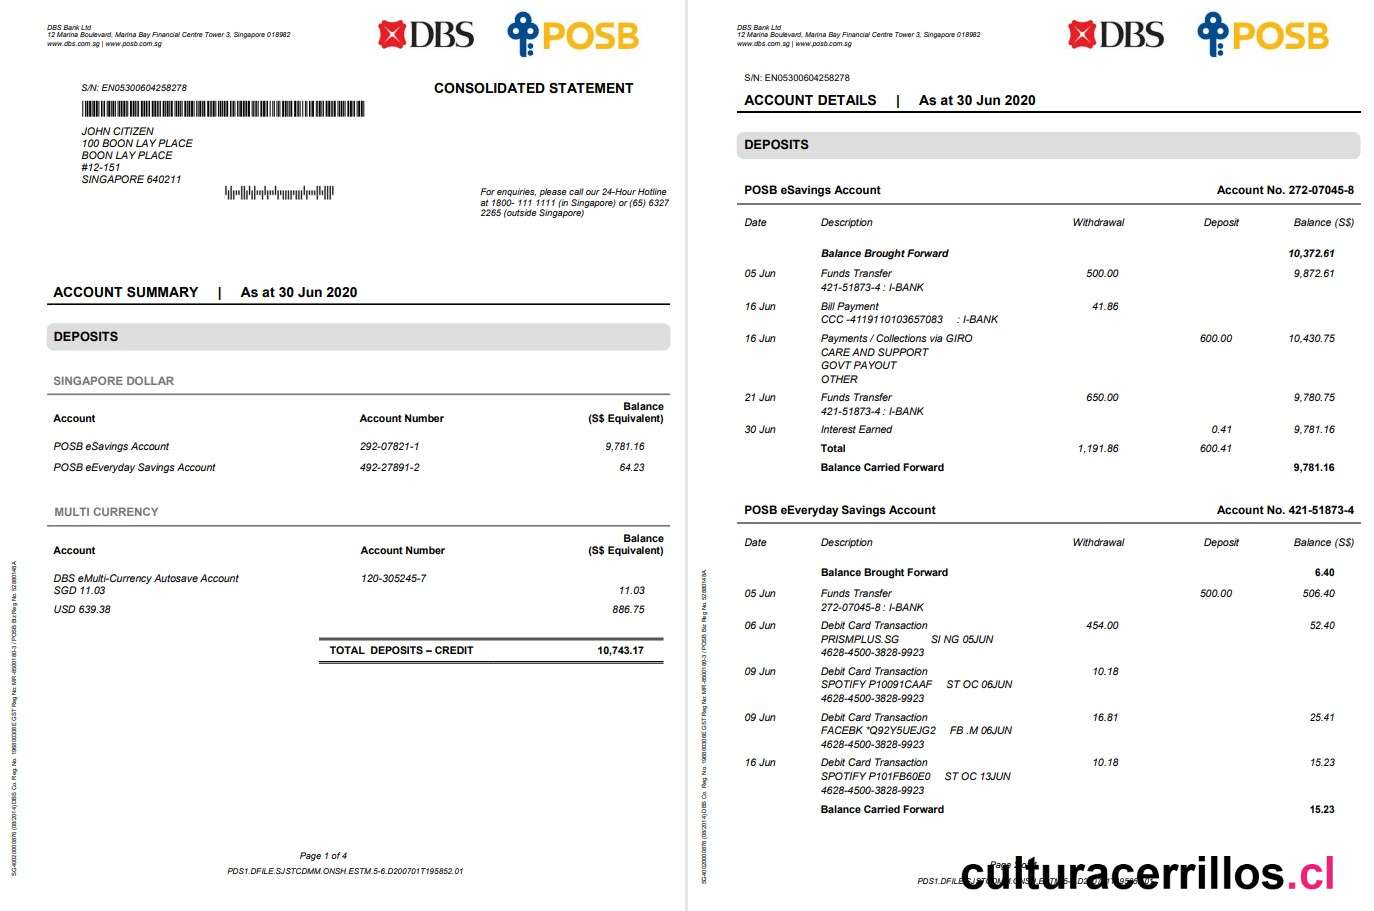 DBS Bank Ltd
12 Marina Boulevard, Marina Bay Financial Centre Tower 3, Singapore 018982
www.dbs.com.sg | www.posb.com.sg
DBS
POSB
S/N: EN05300604258278
CONSOLIDATED STATEMENT
JOHN CITIZEN
100 BOON LAY PLACE
BOON LAY PLACE
#12-151
SINGAPORE 640211
For enquiries, please call our 24-Hour Hotline
at 1800- 111 1111 (in Singapore) or (65) 6327
2265 (outside Singapore)
ACCOUNT SUMMARY | As at 30 Jun 2020
DEPOSITS
SINGAPORE DOLLAR
Balance
Account Account Number (S$ Equivalent)
POSB eSavings Account 292-07821-1 9,781.16
POSB eEveryday Savings Account 492-27891-2 64.23
MULTI CURRENCY
Balance
Account Account Number (S$ Equivalent)
DBS eMulti-Currency Autosave Account 120-305245-7
SGD 11.03 11.03
USD 639.38 886.75
TOTAL DEPOSITS – CREDIT 10,743.17
Page 1 of 4
PDS1.DFILE.SJSTCDMM.ONSH.ESTM.5-6.D200701T195852.01
DBS Bank Ltd
12 Marina Boulevard, Marina Bay Financial Centre Tower 3, Singapore 018982
www.dbs.com.sg | www.posb.com.sg
DBS
POSB
S/N: EN05300604258278
ACCOUNT DETAILS | As at 30 Jun 2020
DEPOSITS
POSB eSavings Account Account No. 272-07045-8
Date Description Withdrawal Deposit Balance (S$)
Balance Brought Forward 10,372.61
05 Jun Funds Transfer 500.00 9,872.61
421-51873-4 : I-BANK
16 Jun Bill Payment 41.86
CCC -4119110103657083 : I-BANK
16 Jun Payments / Collections via GIRO 600.00 10,430.75
CARE AND SUPPORT
GOVT PAYOUT
OTHER
21 Jun Funds Transfer 650.00 9,780.75
421-51873-4 : I-BANK
30 Jun Interest Earned 0.41 9,781.16
Total 1,191.86 600.41
Balance Carried Forward 9,781.16
POSB eEveryday Savings Account Account No. 421-51873-4
Date Description Withdrawal Deposit Balance (S$)
Balance Brought Forward 6.40
05 Jun Funds Transfer 500.00 506.40
272-07045-8 : I-BANK
06 Jun Debit Card Transaction 454.00 52.40
PRISMPLUS.SG SI NG 05JUN
4628-4500-3828-9923
09 Jun Debit Card Transaction 10.18
SPOTIFY P10091CAAF ST OC 06JUN
4628-4500-3828-9923
09 Jun Debit Card Transaction 16.81 25.41
FACEBK *Q92Y5UEJG2 FB .M 06JUN
4628-4500-3828-9923
16 Jun Debit Card Transaction 10.18 15.23
SPOTIFY P101FB60E0 ST OC 13JUN
4628-4500-3828-9923
Balance Carried Forward 15.23
culturacerrillos.cl